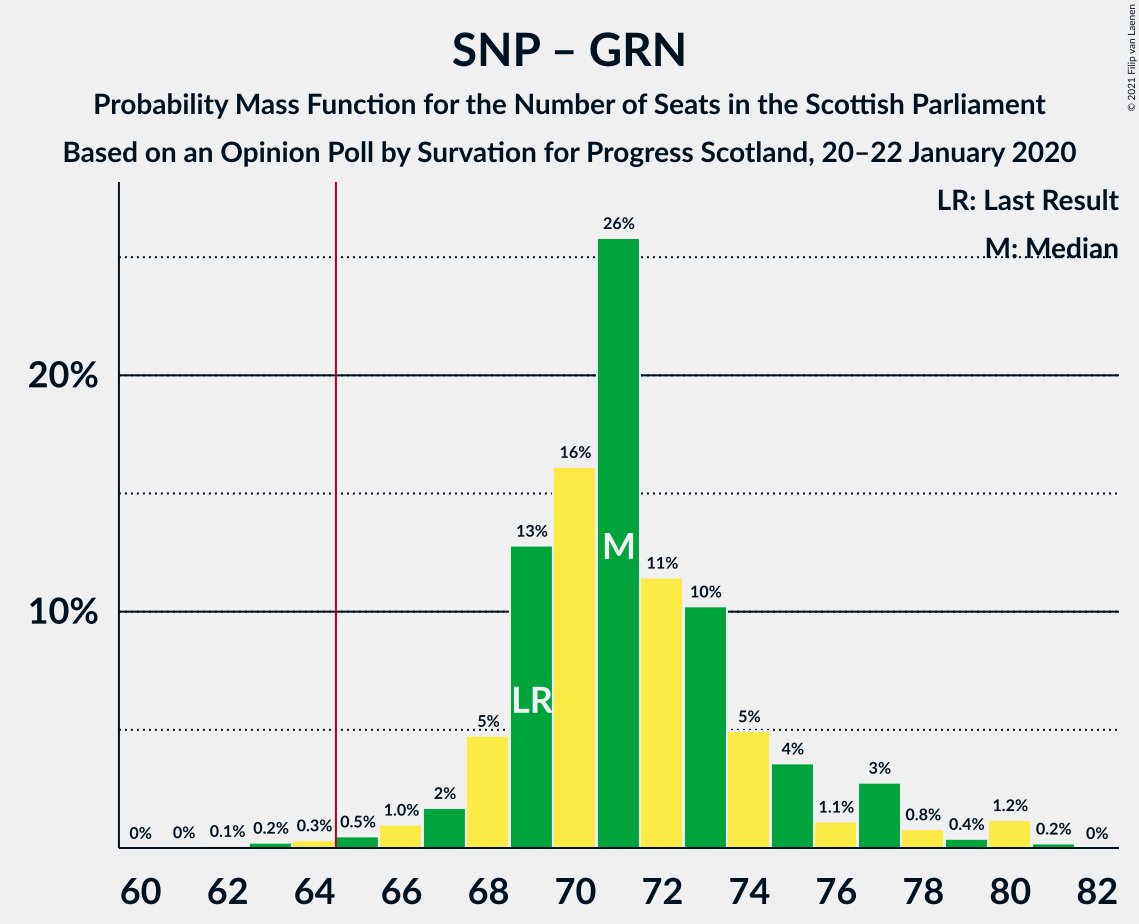 SNP – GRN
Probability Mass Function for the Number of Seats in the Scottish Parliament
Based on an Opinion Poll by Survation for Progress Scotland, 20–22 January 2020
© 2021 Filip van Laenen
LR: Last Result
M: Median
20%
10%
0%
0%
0.1%
0.2%
0.3%
0.5%
1.0%
2%
5%
13%
16%
26%
11%
10%
5%
4%
1.1%
3%
0.8%
0.4%
1.2%
0.2%
0%
LR
M
60 62 64 66 68 70 72 74 76 78 80 82